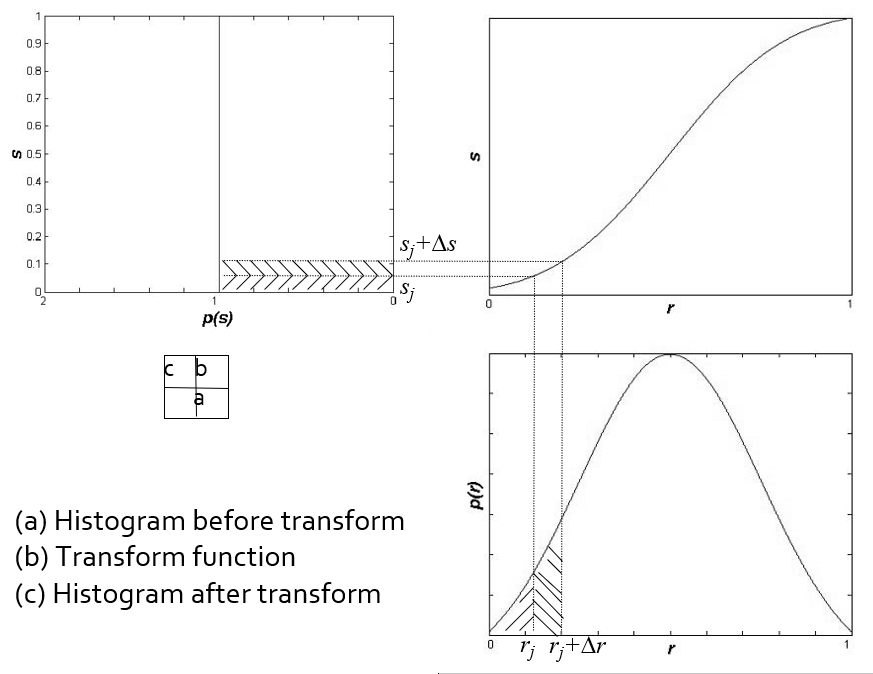 1
0.9
0.8
0.7
0.6
s 0.5
0.4
0.3
0.2
0.1
0
2 1 0
p(s)
s_j+Δs
s_j
s
0 r 1
c b
a
p(r)
0 r_j r_j+Δr r 1
(a) Histogram before transform
(b) Transform function
(c) Histogram after transform